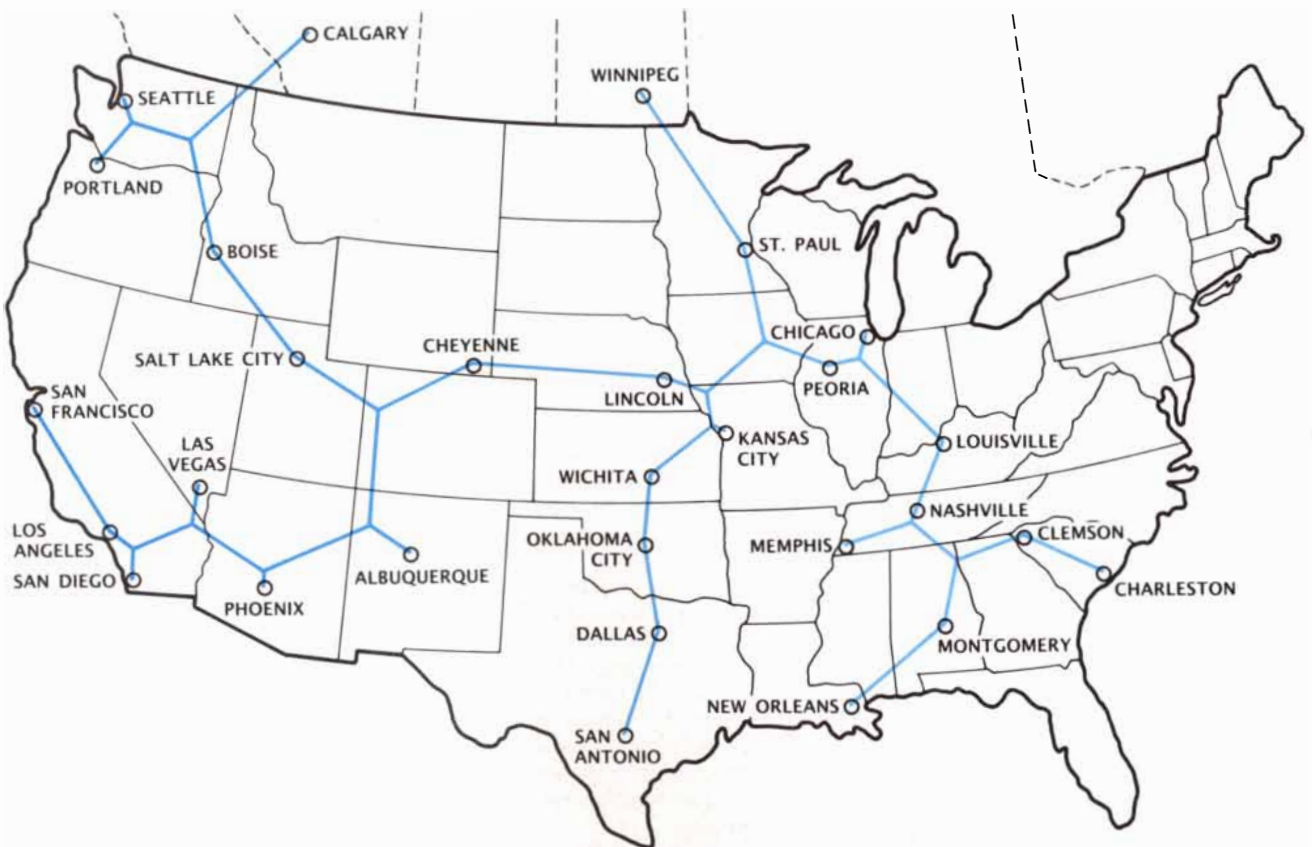 CALGARY
WINNIPEG
SEATTLE
PORTLAND
ST. PAUL
BOISE
CHICAGO
CHEYENNE
SALT LAKE CITY
PEORIA
LINCOLN
SAN
FRANCISCO
KANSAS
CITY
LOUISVILLE
LAS
VEGAS
WICHITA
NASHVILLE
LOS
ANGELES
OKLAHOMA
CITY
MEMPHIS
CLEMSON
SAN DIEGO
ALBUQUERQUE
CHARLESTON
PHOENIX
DALLAS
MONTGOMERY
NEW ORLEANS
SAN
ANTONIO